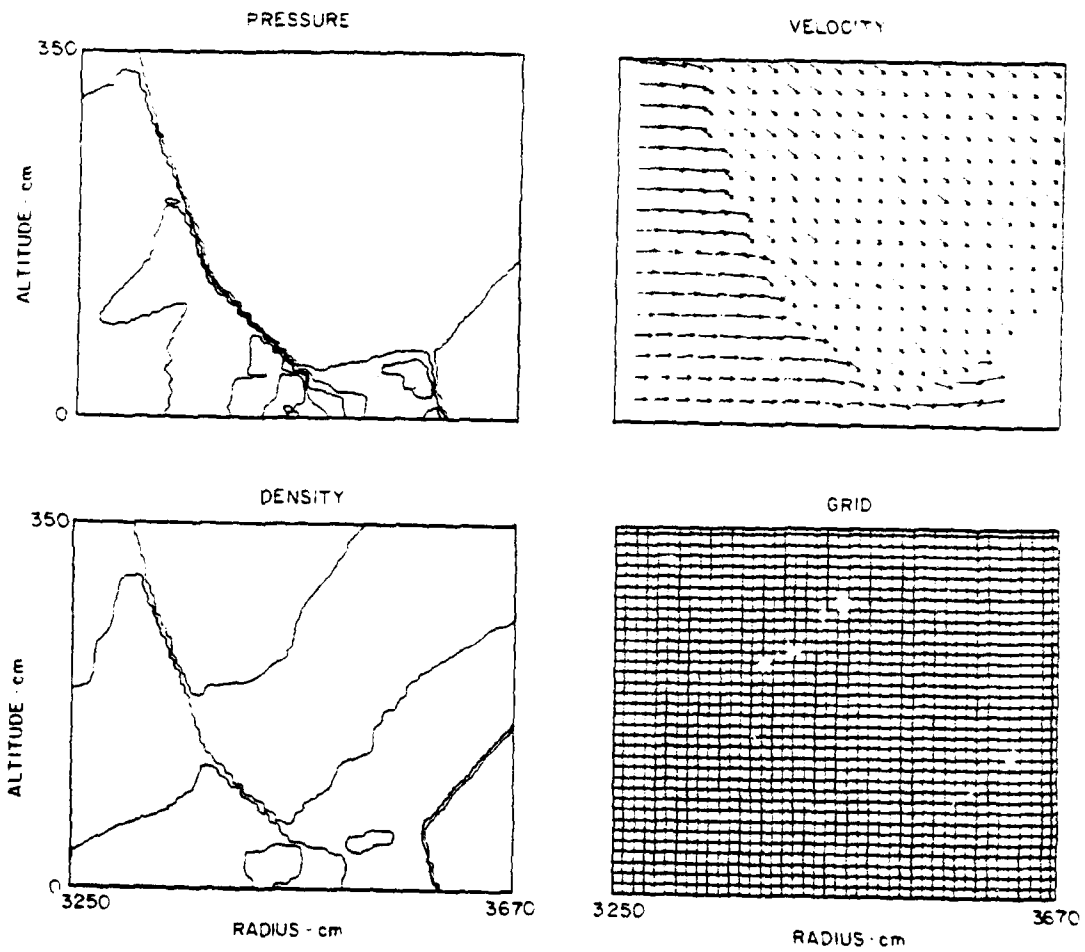 PRESSURE
350
ALTITUDE - cm
0
VELOCITY
DENSITY
350
ALTITUDE - cm
0
3250
3670
RADIUS - cm
GRID
3250
3670
RADIUS - cm